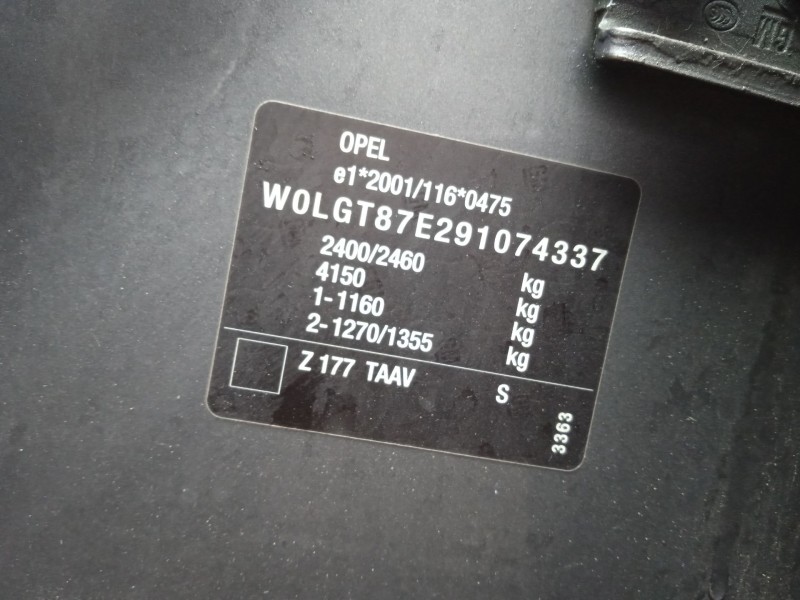 OPEL
e1*2001/116*0475
W0LGT87E291074337
2400/2460 kg
4150 kg
1-1160 kg
2-1270/1355 kg
Z 177 TAAV S
3363
GM